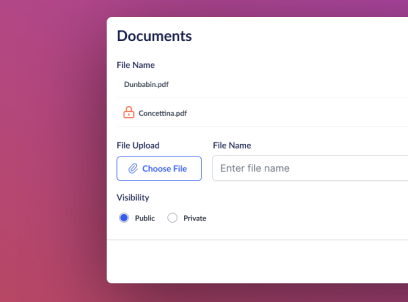 Documents
File Name
Dunbabin.pdf
Concettina.pdf
File Upload File Name
Choose File Enter file name
Visibility
Public Private